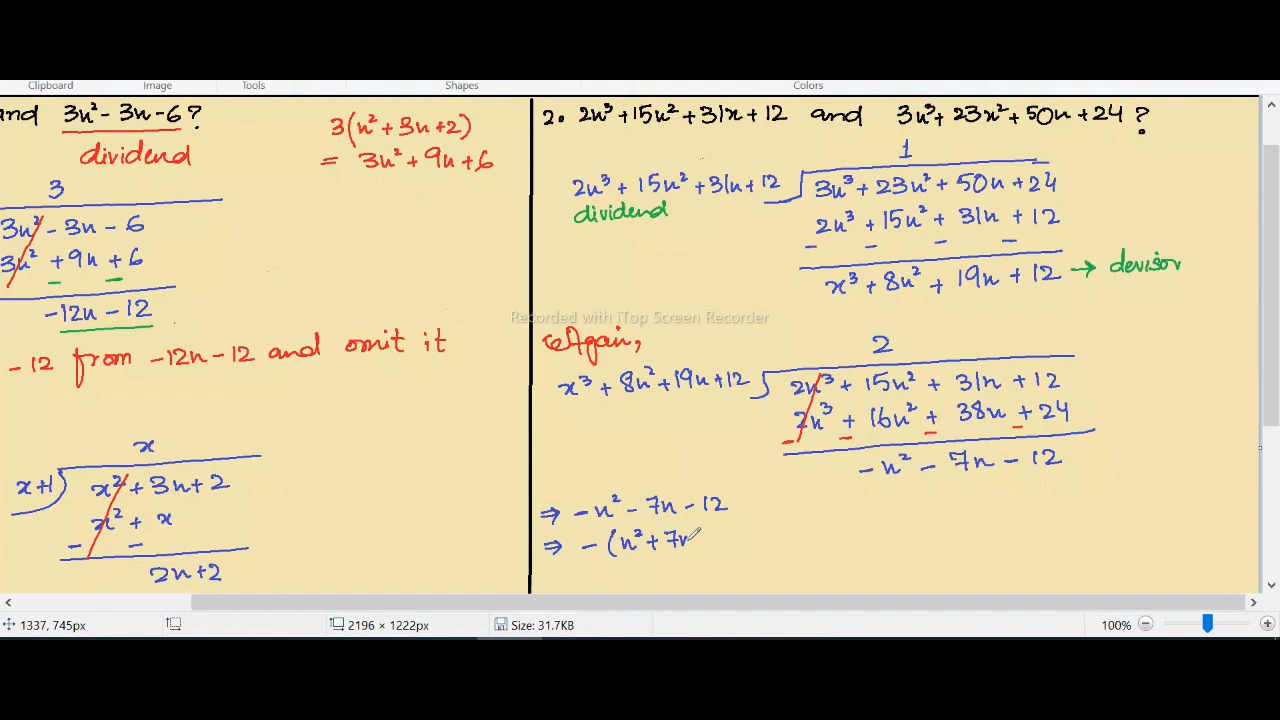 Clipboard Image Tools Shapes Colors
and 3x² - 3x - 6 ?
dividend
3(x² + 3x + 2)
= 3x² + 9x + 6
3
3x² - 3x - 6
3x² + 9x + 6
- -
-12x - 12
-12 from -12x - 12 and omit it
x
x+1 ) x² + 3x + 2
x² + x
- -
2x + 2
2. 2x³ + 15x² + 31x + 12 and 3x³ + 23x² + 50x + 24 ?
1
2x³ + 15x² + 31x + 12 ) 3x³ + 23x² + 50x + 24
dividend
2x³ + 15x² + 31x + 12
- - - -
x³ + 8x² + 19x + 12 → devisor
Recorded with iTop Screen Recorder
Again,
2
x³ + 8x² + 19x + 12 ) 2x³ + 15x² + 31x + 12
2x³ + 16x² + 38x + 24
- - - -
- x² - 7x - 12
⇒ - x² - 7x - 12
⇒ - (x² + 7x
1337, 745px 2196 × 1222px Size: 31.7KB 100%